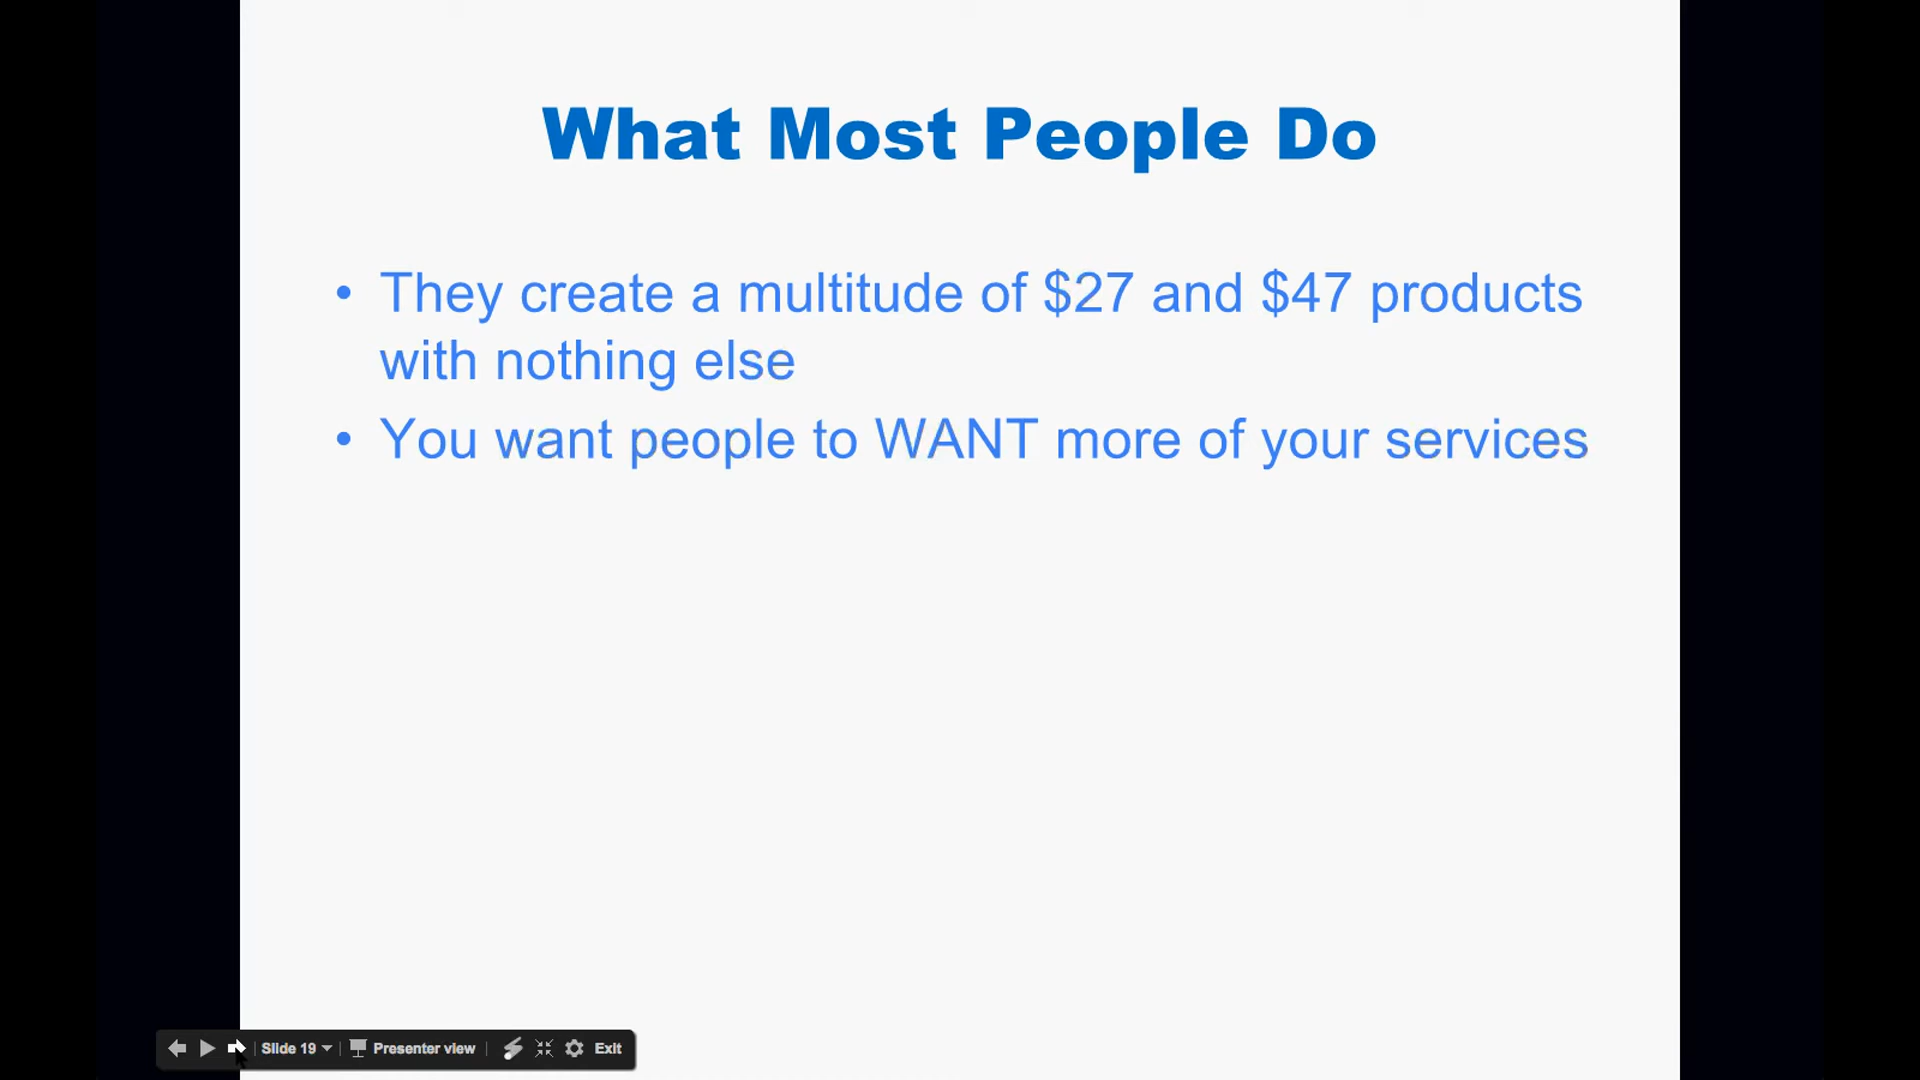 What Most People Do
• They create a multitude of $27 and $47 products
with nothing else
• You want people to WANT more of your services
Slide 19 Presenter view Exit